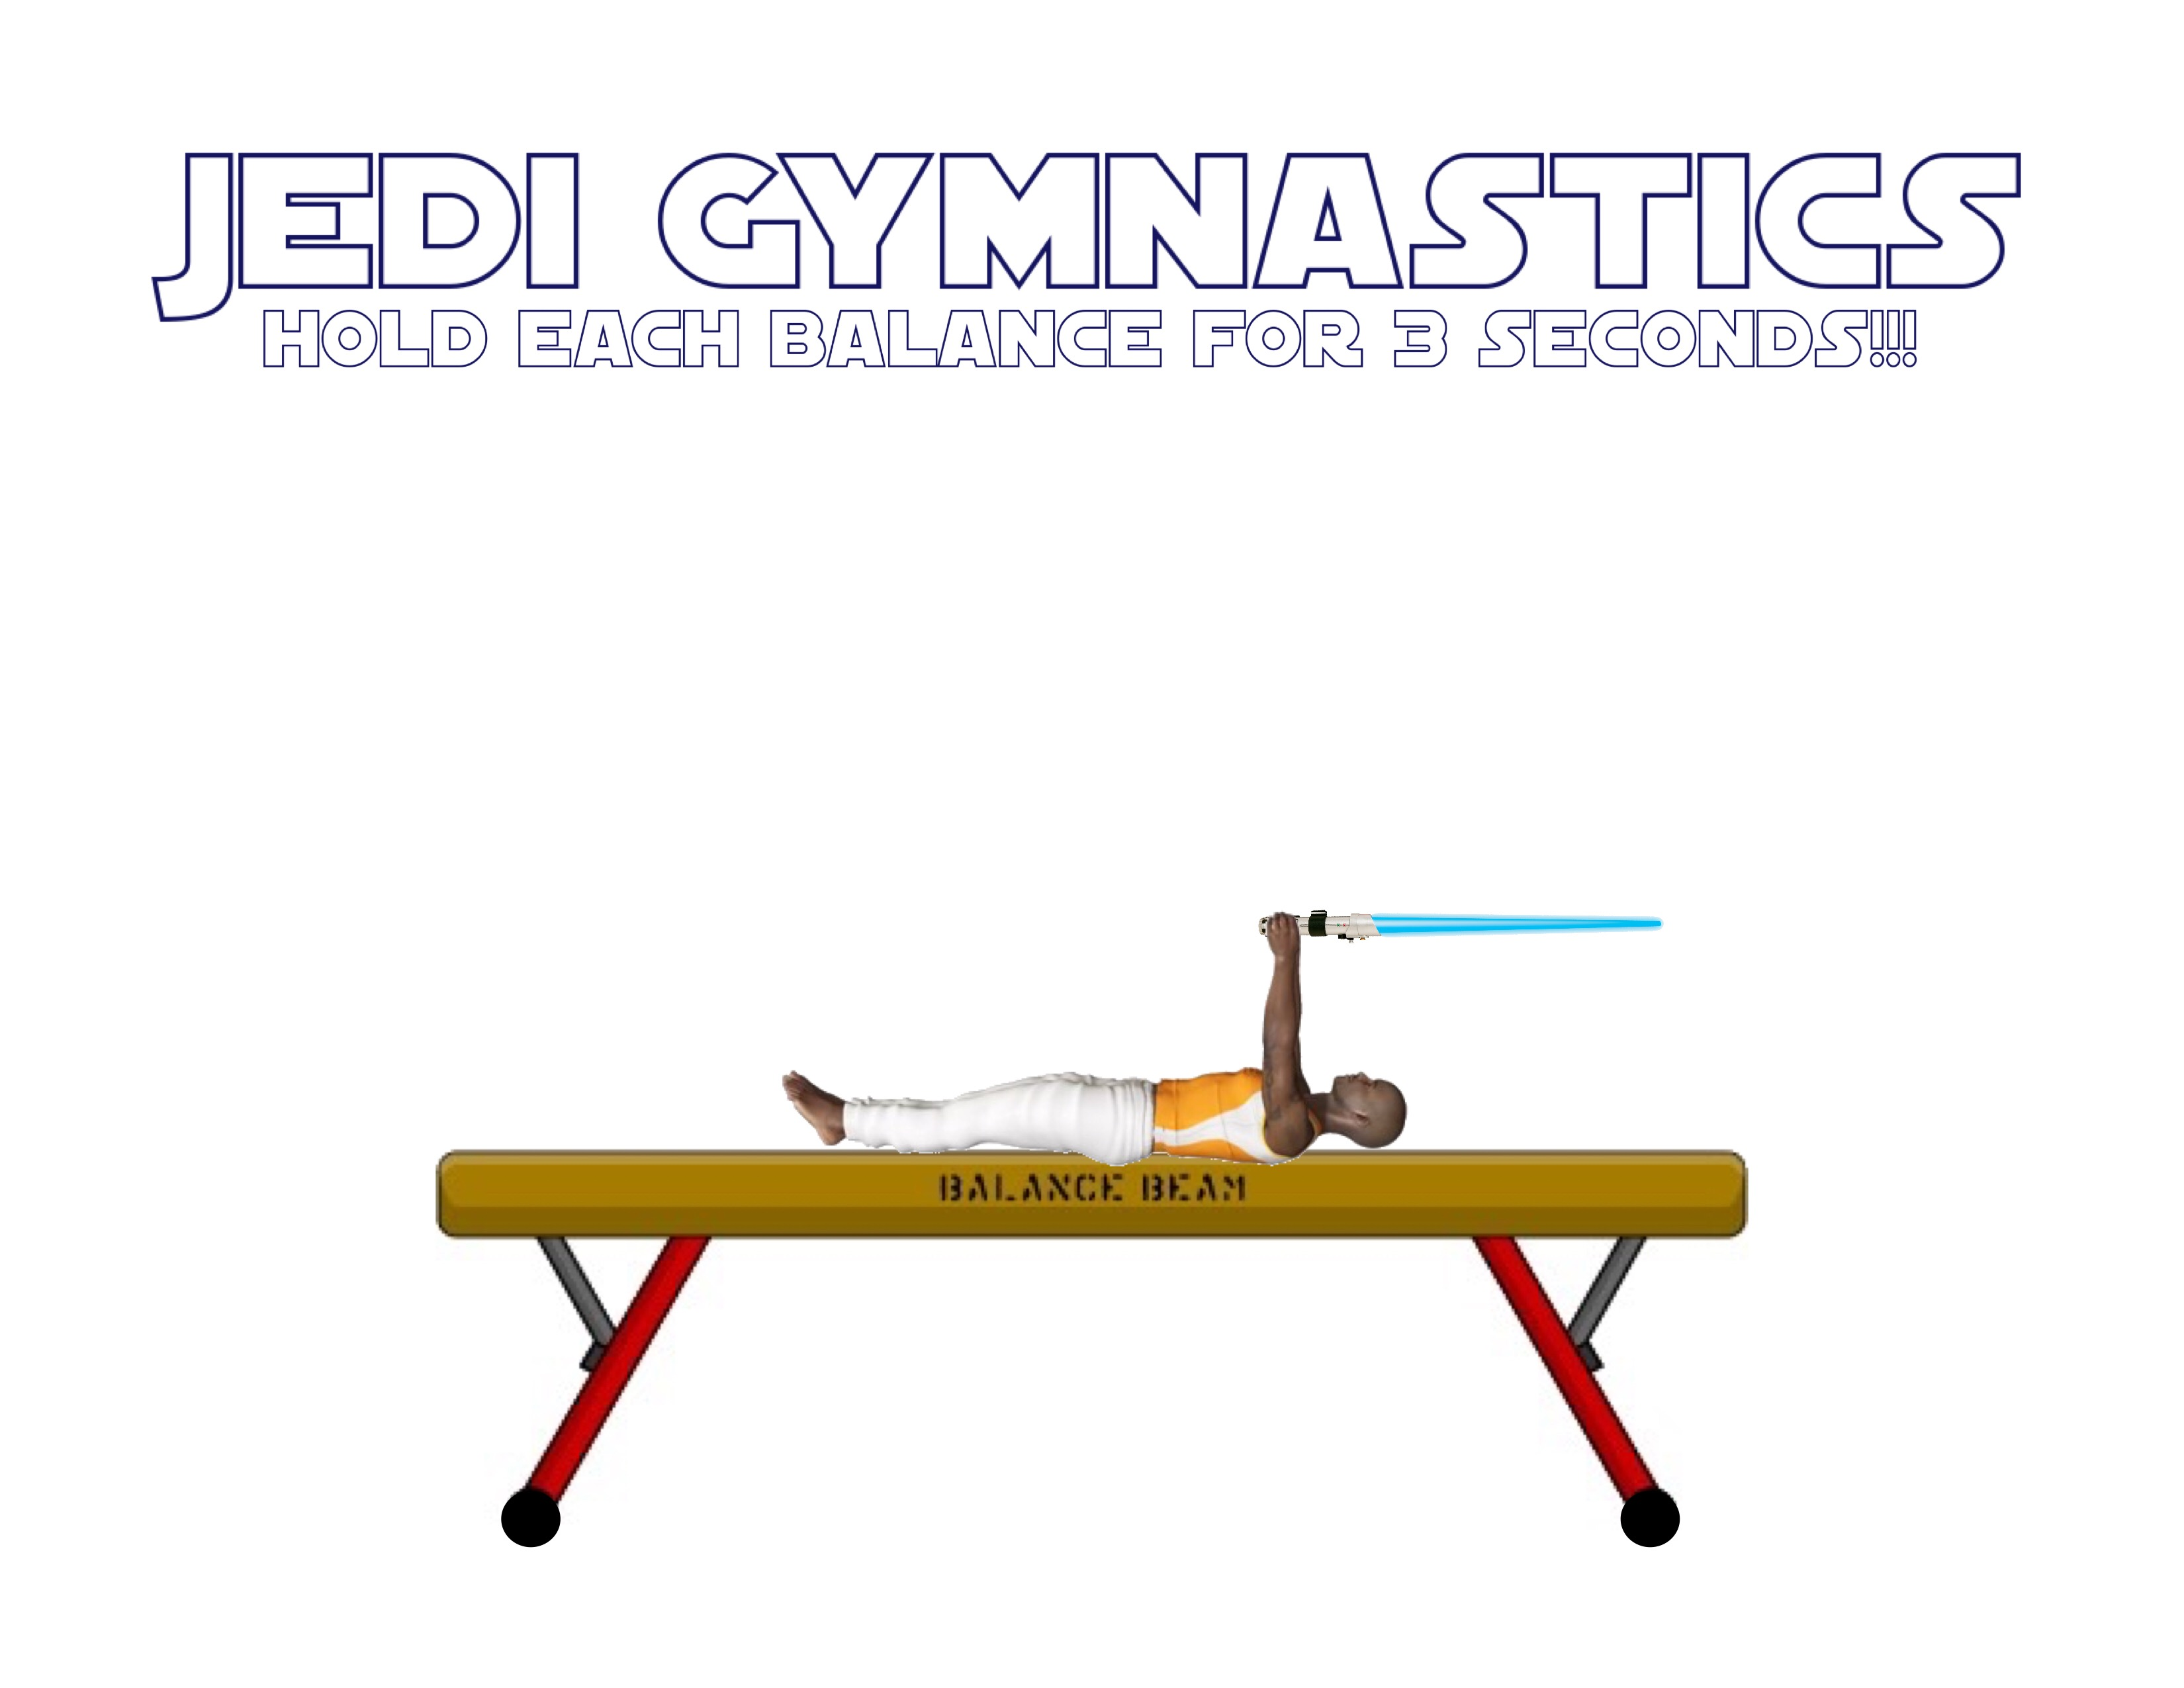 JEDI GYMNASTICS
HOLD EACH BALANCE FOR 3 SECONDS!!!
BALANCE BEAM